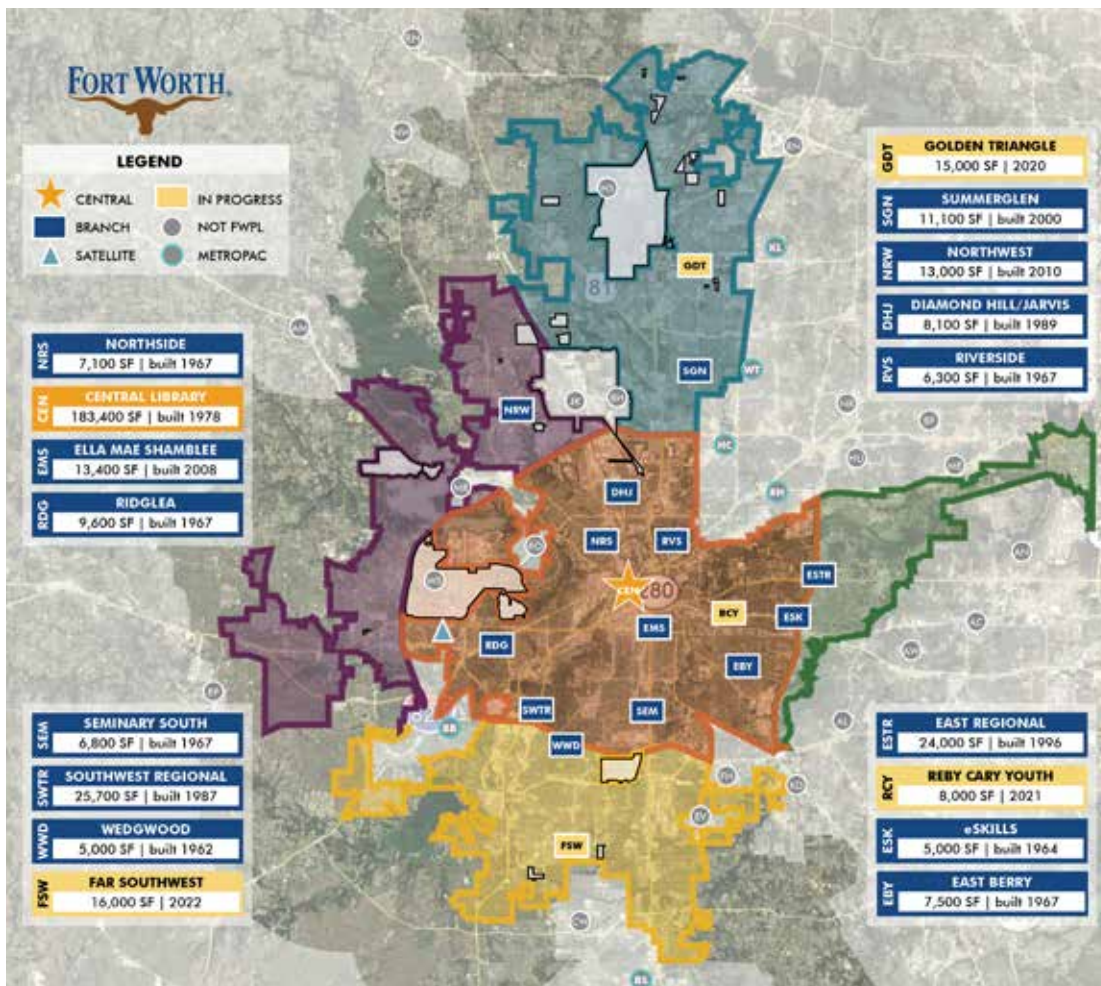 FORT WORTH®
LEGEND
CENTRAL
IN PROGRESS
BRANCH
NOT FWPL
SATELLITE
METROPAC
NRS
NORTHSIDE
7,100 SF | built 1967
CEN
CENTRAL LIBRARY
183,400 SF | built 1978
EMS
ELLA MAE SHAMBLEE
13,400 SF | built 2008
RDG
RIDGLEA
9,600 SF | built 1967
SEM
SEMINARY SOUTH
6,800 SF | built 1967
SWTR
SOUTHWEST REGIONAL
25,700 SF | built 1987
WWD
WEDGWOOD
5,000 SF | built 1962
FSW
FAR SOUTHWEST
16,000 SF | 2022
GDT
GOLDEN TRIANGLE
15,000 SF | 2020
SGN
SUMMERGLEN
11,100 SF | built 2000
NRW
NORTHWEST
13,000 SF | built 2010
DHJ
DIAMOND HILL/JARVIS
8,100 SF | built 1989
RVS
RIVERSIDE
6,300 SF | built 1967
ESTR
EAST REGIONAL
24,000 SF | built 1996
RCY
REBY CARY YOUTH
8,000 SF | 2021
ESK
eSKILLS
5,000 SF | built 1964
EBY
EAST BERRY
7,500 SF | built 1967
KL
GDT
81
SGN
WT
NRW
HC
DHJ
RH
NRS
RVS
ESTR
CEN
280
RCY
ESK
EMS
RDG
EBY
SWTR
SEM
BB
WWD
FSW